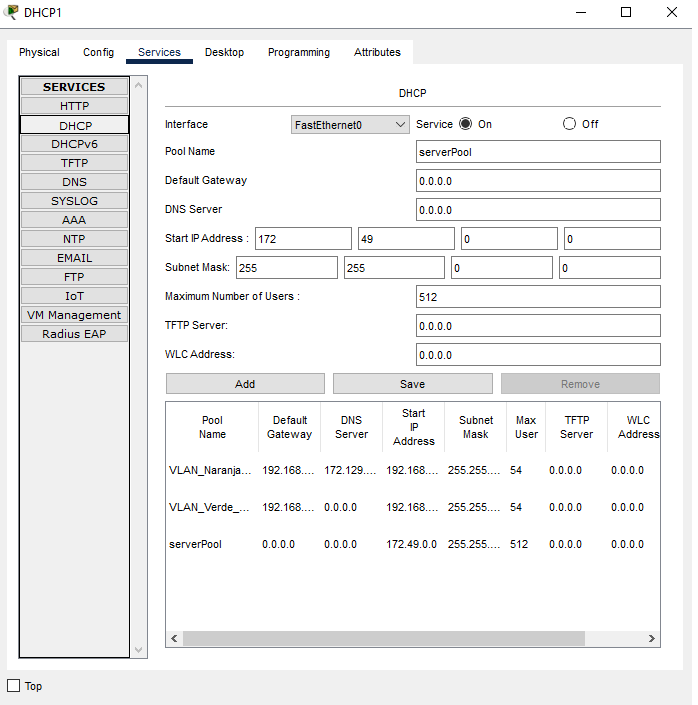 DHCP1
Physical Config Services Desktop Programming Attributes
SERVICES
HTTP
DHCP
DHCPv6
TFTP
DNS
SYSLOG
AAA
NTP
EMAIL
FTP
IoT
VM Management
Radius EAP
DHCP
Interface FastEthernet0 Service On Off
Pool Name serverPool
Default Gateway 0.0.0.0
DNS Server 0.0.0.0
Start IP Address : 172 49 0 0
Subnet Mask: 255 255 0 0
Maximum Number of Users : 512
TFTP Server: 0.0.0.0
WLC Address: 0.0.0.0
Add Save Remove
Pool Name Default Gateway DNS Server Start IP Address Subnet Mask Max User TFTP Server WLC Address
VLAN_Naranja... 192.168.... 172.129.... 192.168.... 255.255.... 54 0.0.0.0 0.0.0.0
VLAN_Verde_... 192.168.... 0.0.0.0 192.168.... 255.255.... 54 0.0.0.0 0.0.0.0
serverPool 0.0.0.0 0.0.0.0 172.49.0.0 255.255.... 512 0.0.0.0 0.0.0.0
Top